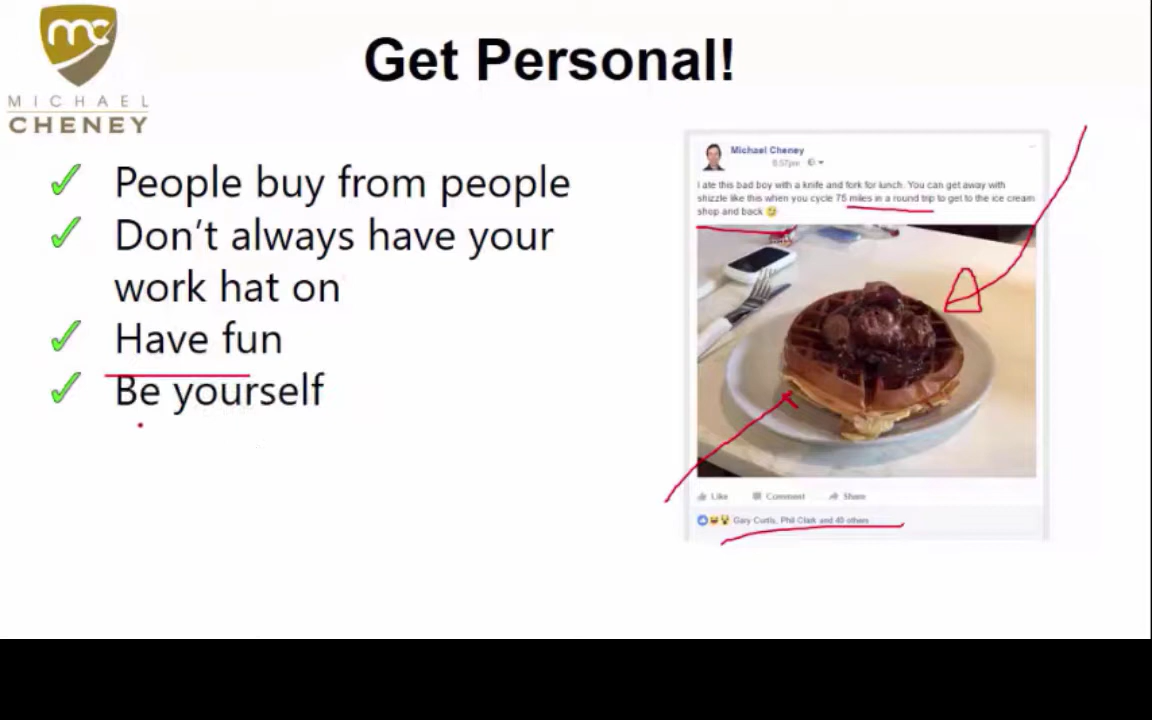 mc
MICHAEL
CHENEY
Get Personal!
People buy from people
Don't always have your
work hat on
Have fun
Be yourself
Michael Cheney
8:57pm
I ate this bad boy with a knife and fork for lunch. You can get away with
shizzle like this when you cycle 75 miles in a round trip to get to the ice cream
shop and back
Like Comment Share
Gary Curtis, Phil Clark and 40 others